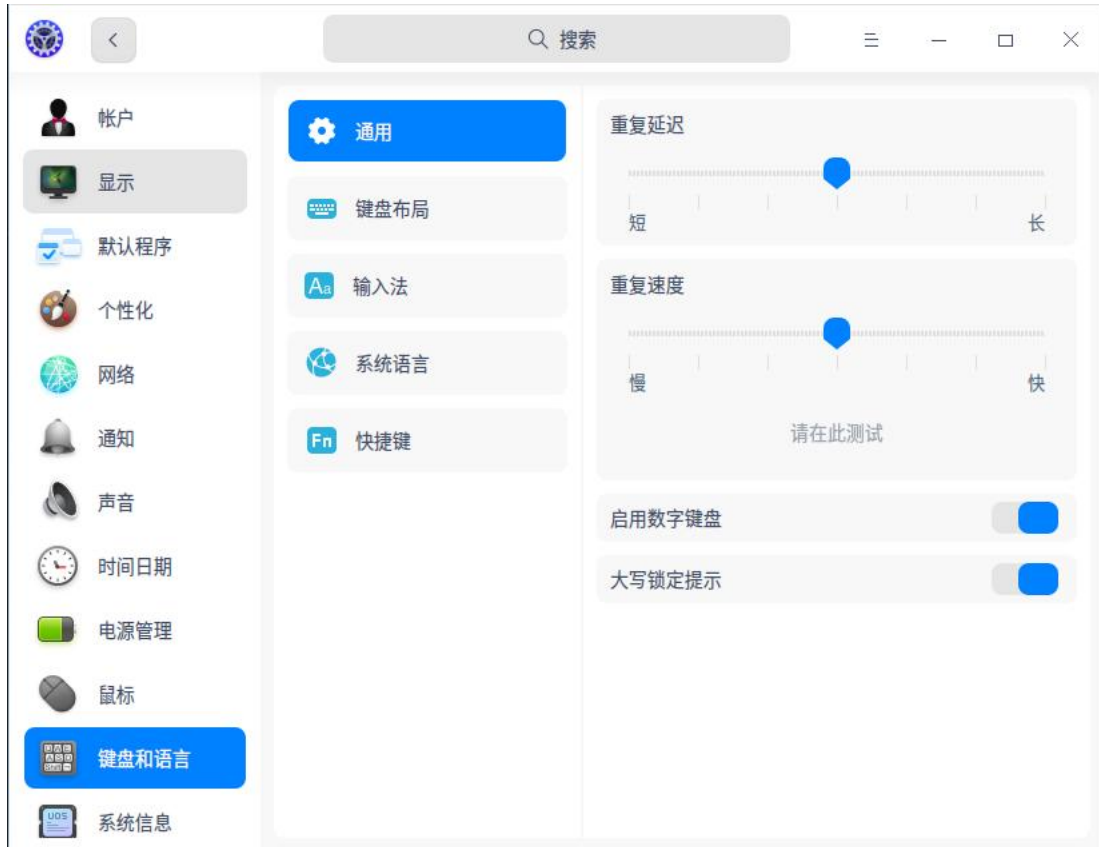 搜索
帐户
显示
默认程序
个性化
网络
通知
声音
时间日期
电源管理
鼠标
键盘和语言
UOS
系统信息
通用
键盘布局
Aa
输入法
系统语言
Fn
快捷键
重复延迟
短
长
重复速度
慢
快
请在此测试
启用数字键盘
大写锁定提示